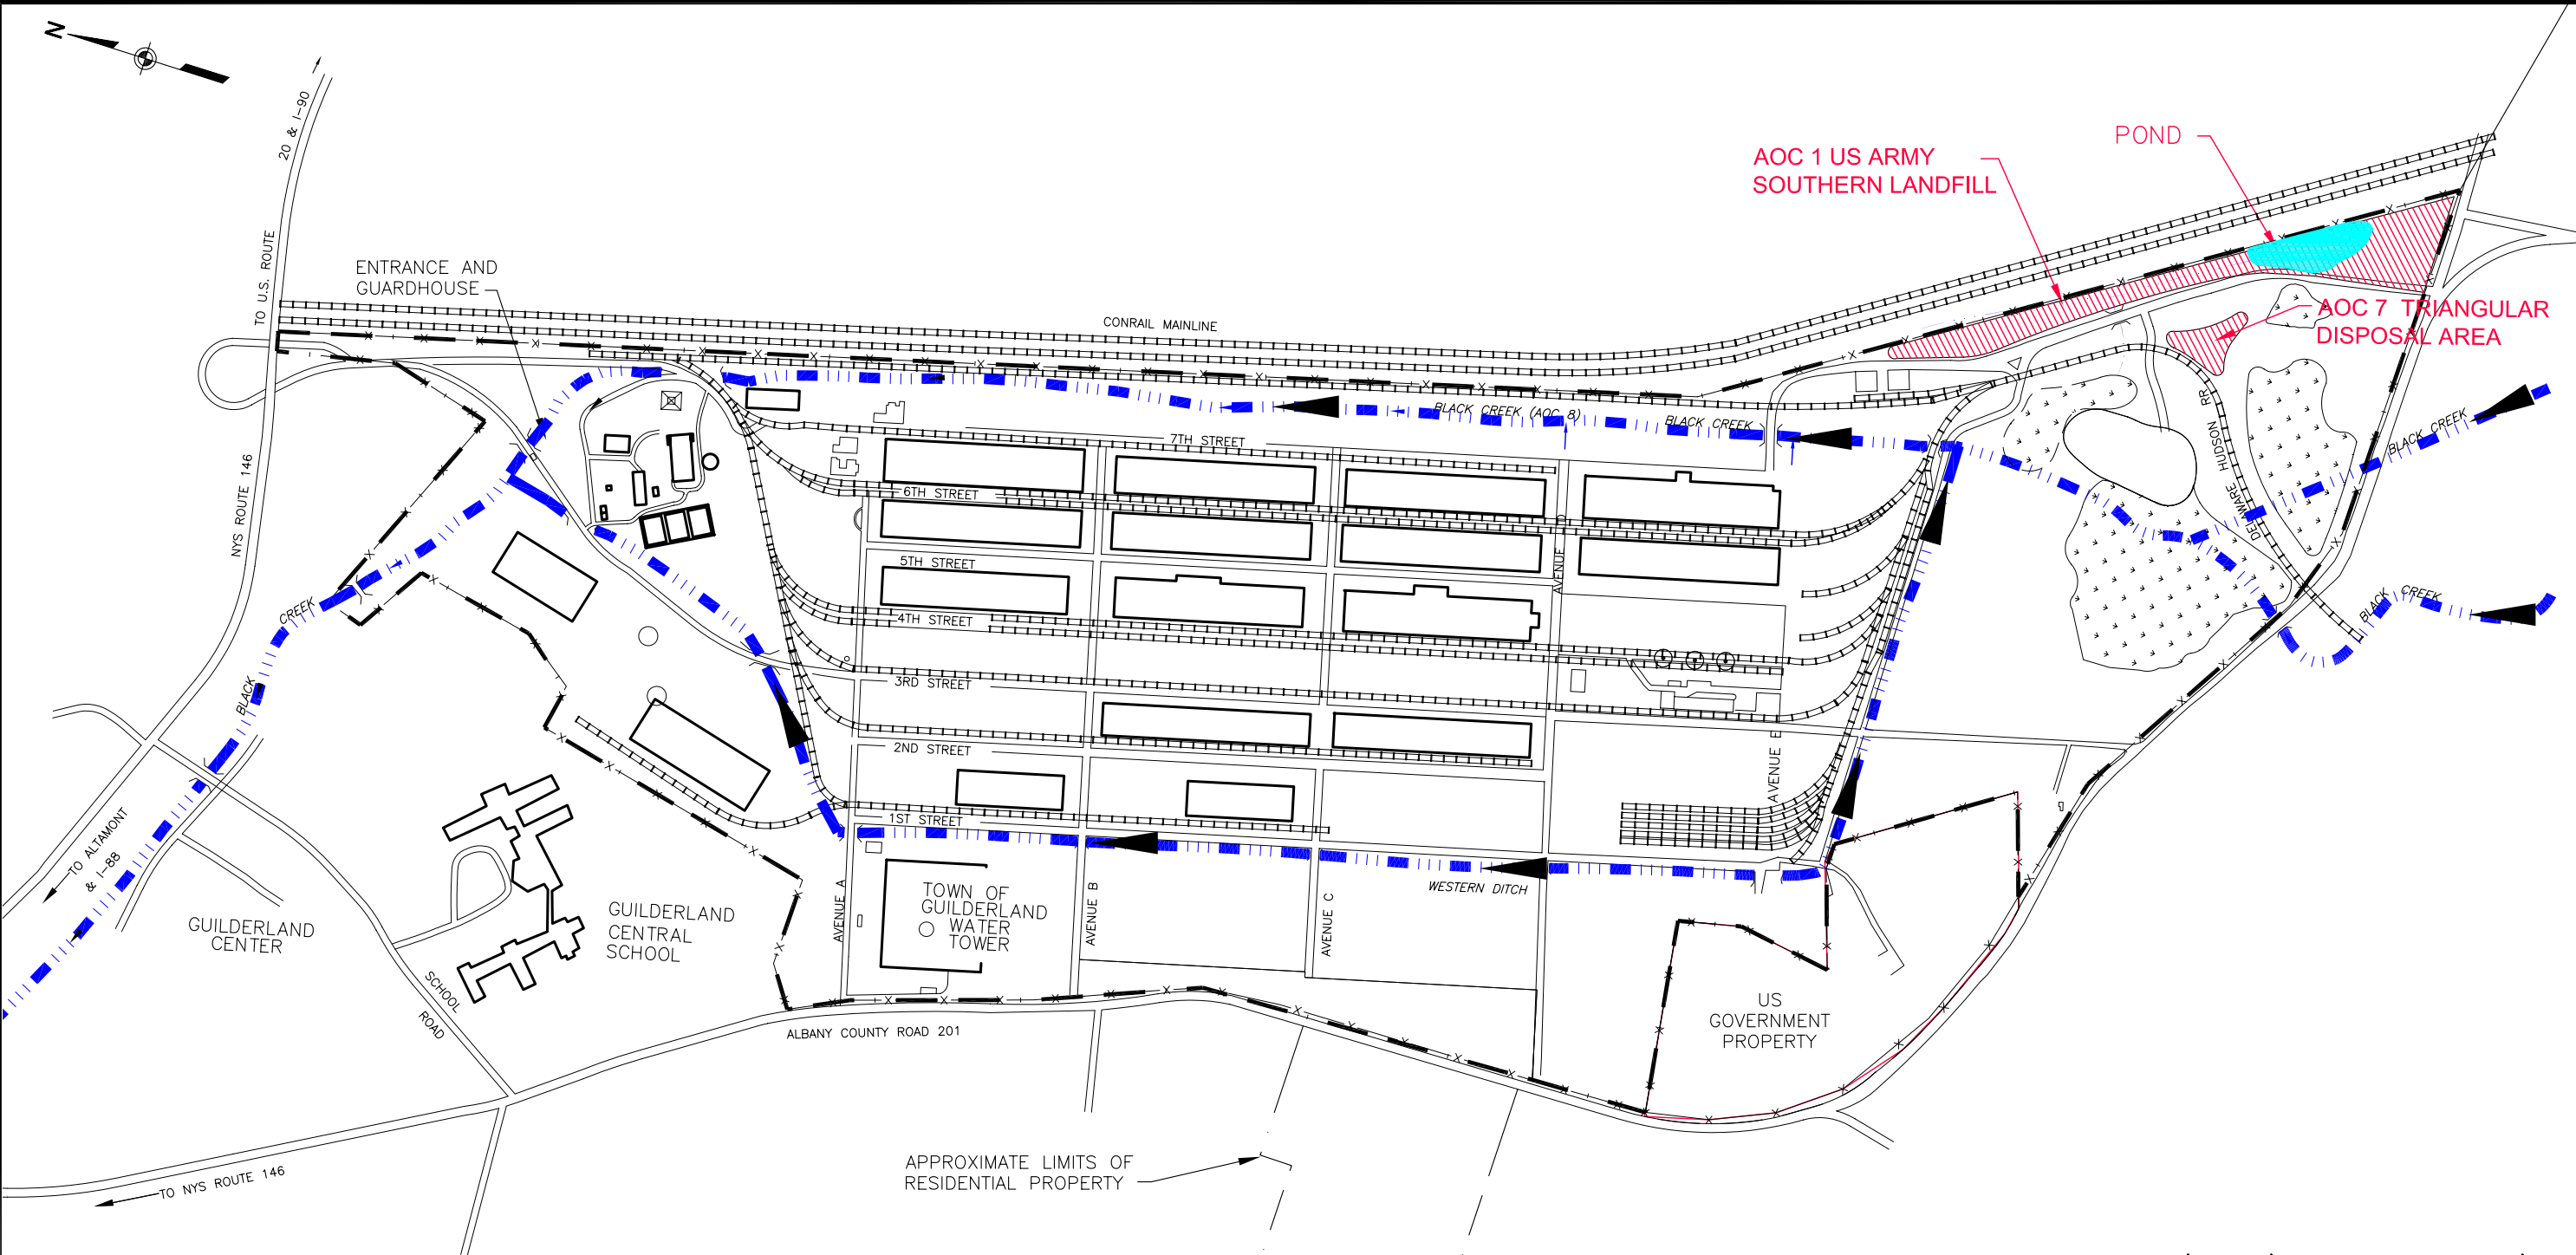 N
20 & I-90
TO U.S. ROUTE
NYS ROUTE 146
ENTRANCE AND
GUARDHOUSE
CONRAIL MAINLINE
AOC 1 US ARMY
SOUTHERN LANDFILL
POND
AOC 7 TRIANGULAR
DISPOSAL AREA
BLACK CREEK (AOC 8)
BLACK CREEK
BLACK CREEK
BLACK CREEK
DELAWARE HUDSON RR
7TH STREET
6TH STREET
5TH STREET
4TH STREET
3RD STREET
2ND STREET
1ST STREET
AVENUE D
AVENUE E
BLACK CREEK
TO ALTAMONT
& I-88
GUILDERLAND
CENTER
GUILDERLAND
CENTRAL
SCHOOL
SCHOOL
ROAD
AVENUE A
TOWN OF
GUILDERLAND
WATER
TOWER
AVENUE B
AVENUE C
WESTERN DITCH
US
GOVERNMENT
PROPERTY
ALBANY COUNTY ROAD 201
APPROXIMATE LIMITS OF
RESIDENTIAL PROPERTY
TO NYS ROUTE 146